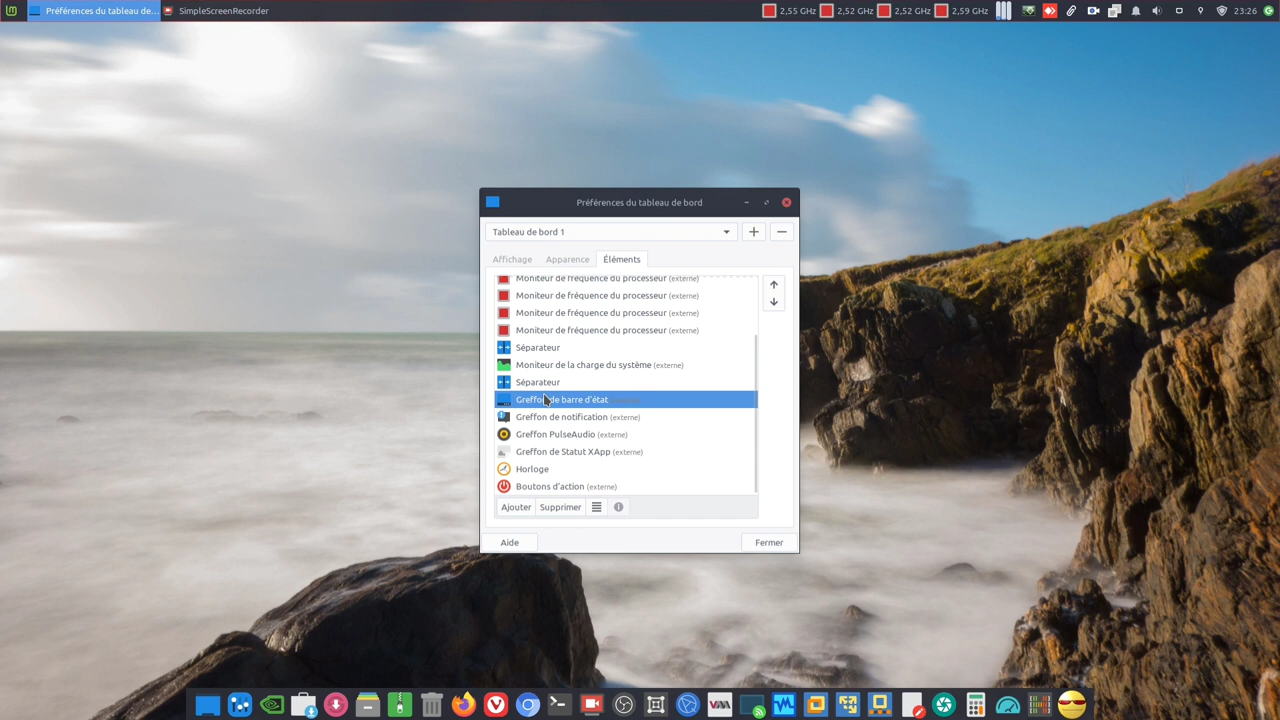 Préférences du tableau de... SimpleScreenRecorder 2,55 GHz 2,52 GHz 2,52 GHz 2,59 GHz 23:26
Préférences du tableau de bord
Tableau de bord 1
Affichage Apparence Éléments
Moniteur de fréquence du processeur (externe)
Moniteur de fréquence du processeur (externe)
Moniteur de fréquence du processeur (externe)
Moniteur de fréquence du processeur (externe)
Séparateur
Moniteur de la charge du système (externe)
Séparateur
Greffon de barre d'état
Greffon de notification (externe)
Greffon PulseAudio (externe)
Greffon de Statut XApp (externe)
Horloge
Boutons d'action (externe)
Ajouter Supprimer
Aide Fermer